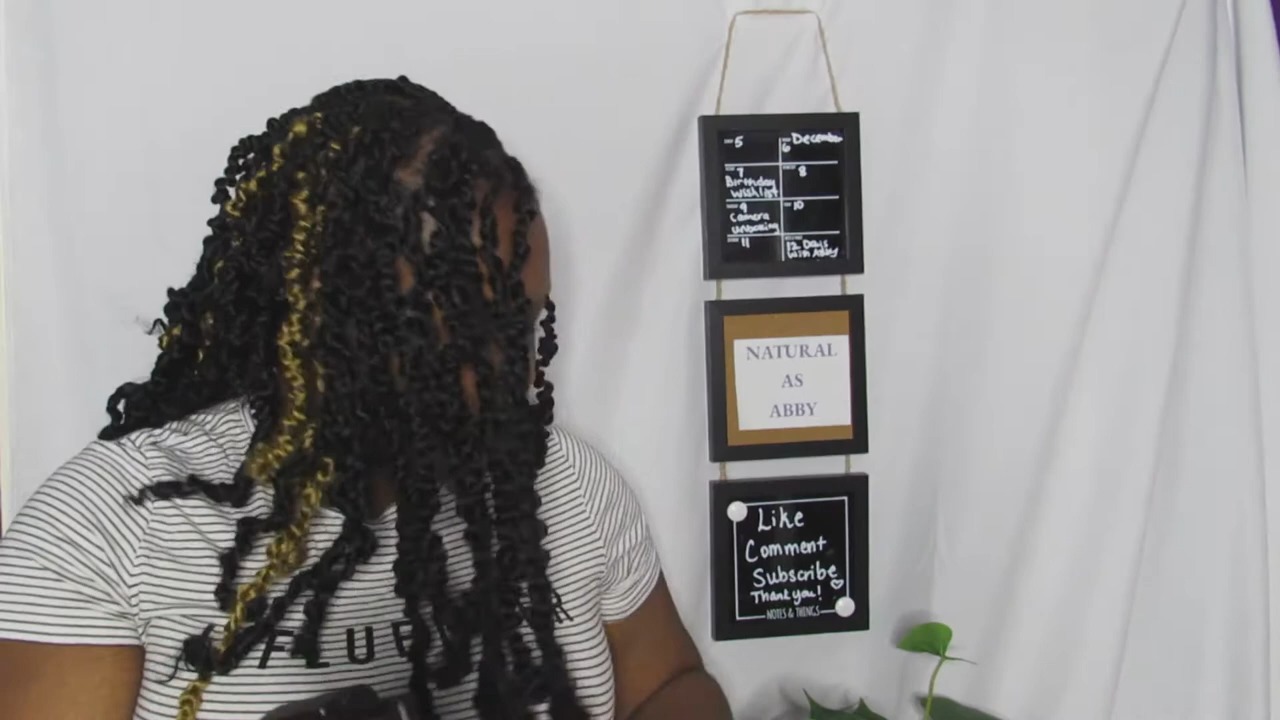 5
December
6
7
8
Birthday
wishlist
9
10
Camera
unboxing
11
12 Days
With Abby
NATURAL
AS
ABBY
Like
Comment
Subscribe
Thank you!
NOTES & THINGS
FLUE